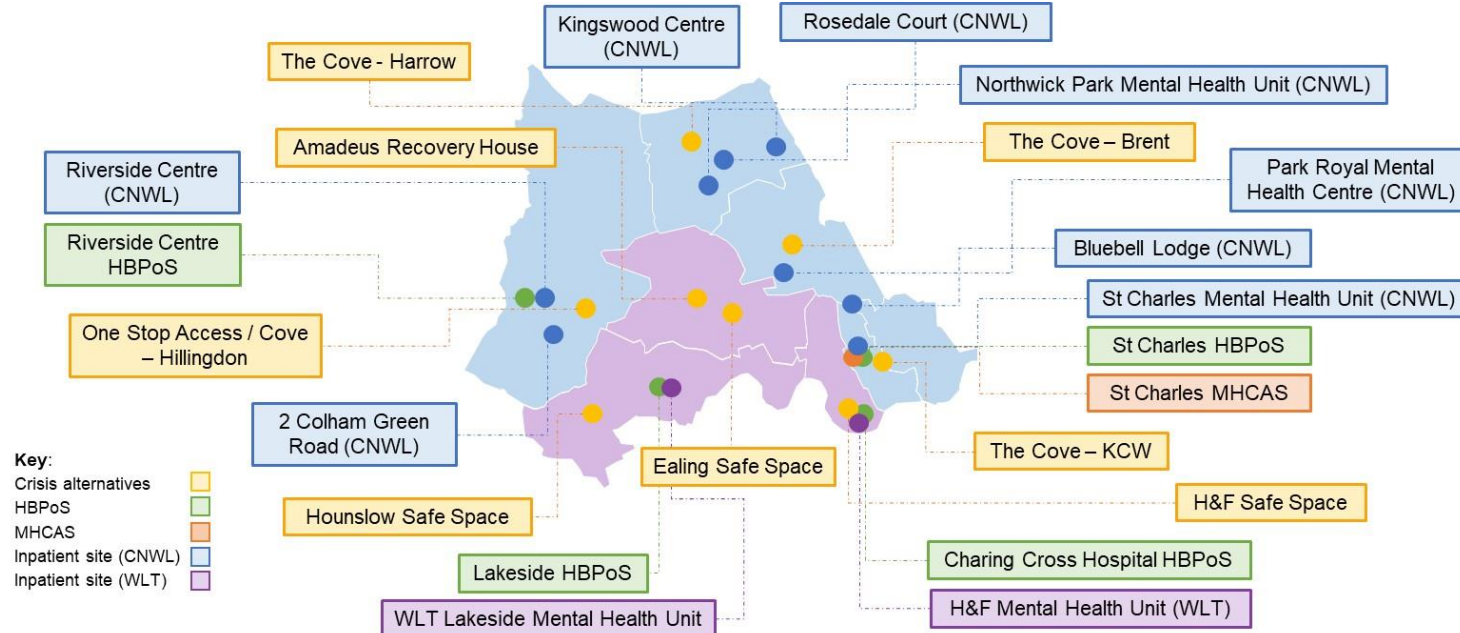 Kingswood Centre
(CNWL)
Rosedale Court (CNWL)
The Cove - Harrow
Northwick Park Mental Health Unit (CNWL)
Amadeus Recovery House
The Cove – Brent
Riverside Centre
(CNWL)
Park Royal Mental
Health Centre (CNWL)
Riverside Centre
HBPoS
Bluebell Lodge (CNWL)
St Charles Mental Health Unit (CNWL)
One Stop Access / Cove
– Hillingdon
St Charles HBPoS
St Charles MHCAS
2 Colham Green
Road (CNWL)
The Cove – KCW
Ealing Safe Space
Key:
Crisis alternatives
HBPoS
MHCAS
Inpatient site (CNWL)
Inpatient site (WLT)
Hounslow Safe Space
H&F Safe Space
Lakeside HBPoS
Charing Cross Hospital HBPoS
WLT Lakeside Mental Health Unit
H&F Mental Health Unit (WLT)